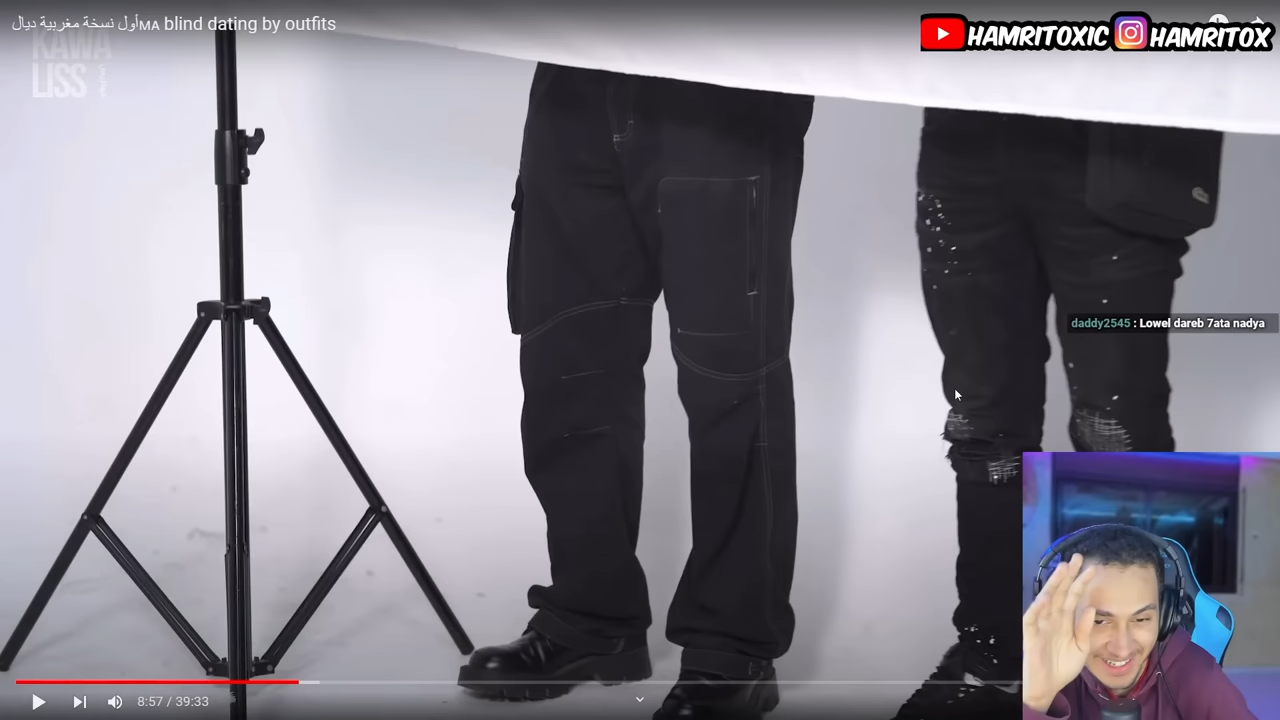 أول نسخة مغربية ديالMA blind dating by outfits
HAMRITOXIC HAMRITOX
KAWA
LISS
daddy2545 : Lowel dareb 7ata nadya
8:57 / 39:33